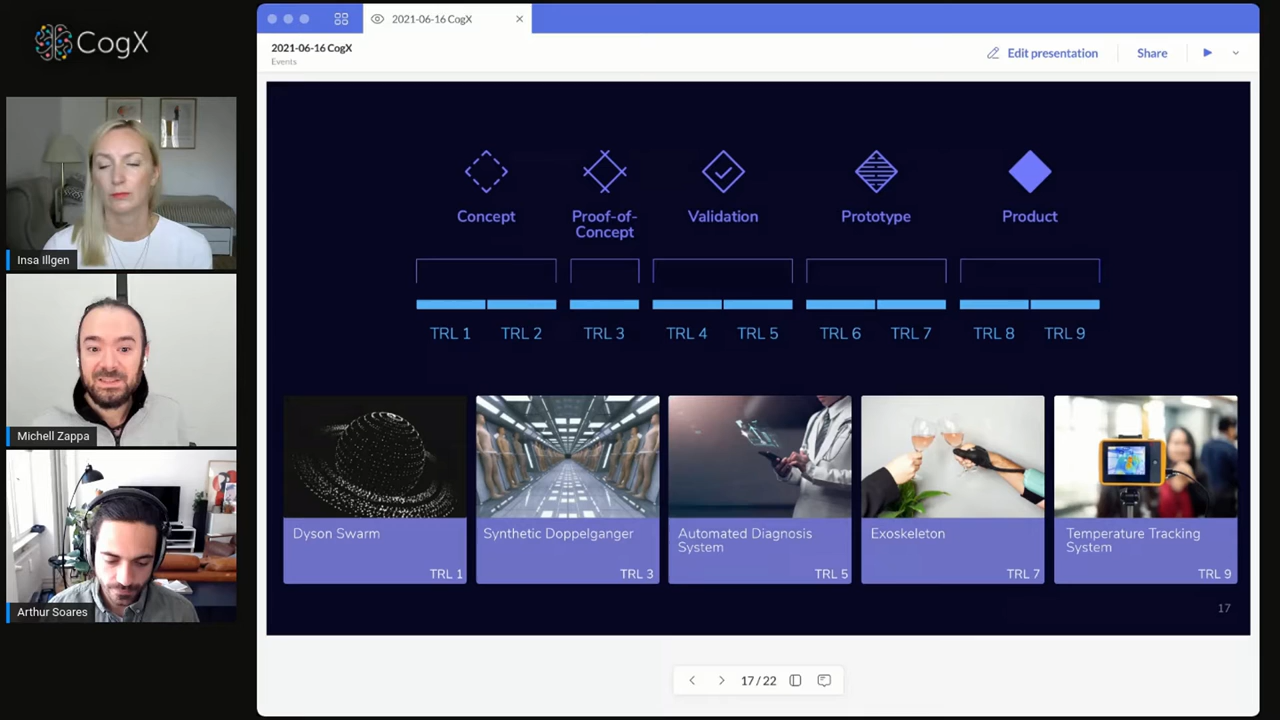 CogX
Insa Illgen
Michell Zappa
Arthur Soares
2021-06-16 CogX
2021-06-16 CogX
Events
Edit presentation
Share
Concept
Proof-of-
Concept
Validation
Prototype
Product
TRL 1
TRL 2
TRL 3
TRL 4
TRL 5
TRL 6
TRL 7
TRL 8
TRL 9
Dyson Swarm
TRL 1
Synthetic Doppelganger
TRL 3
Automated Diagnosis
System
TRL 5
Exoskeleton
TRL 7
Temperature Tracking
System
TRL 9
17
17 / 22